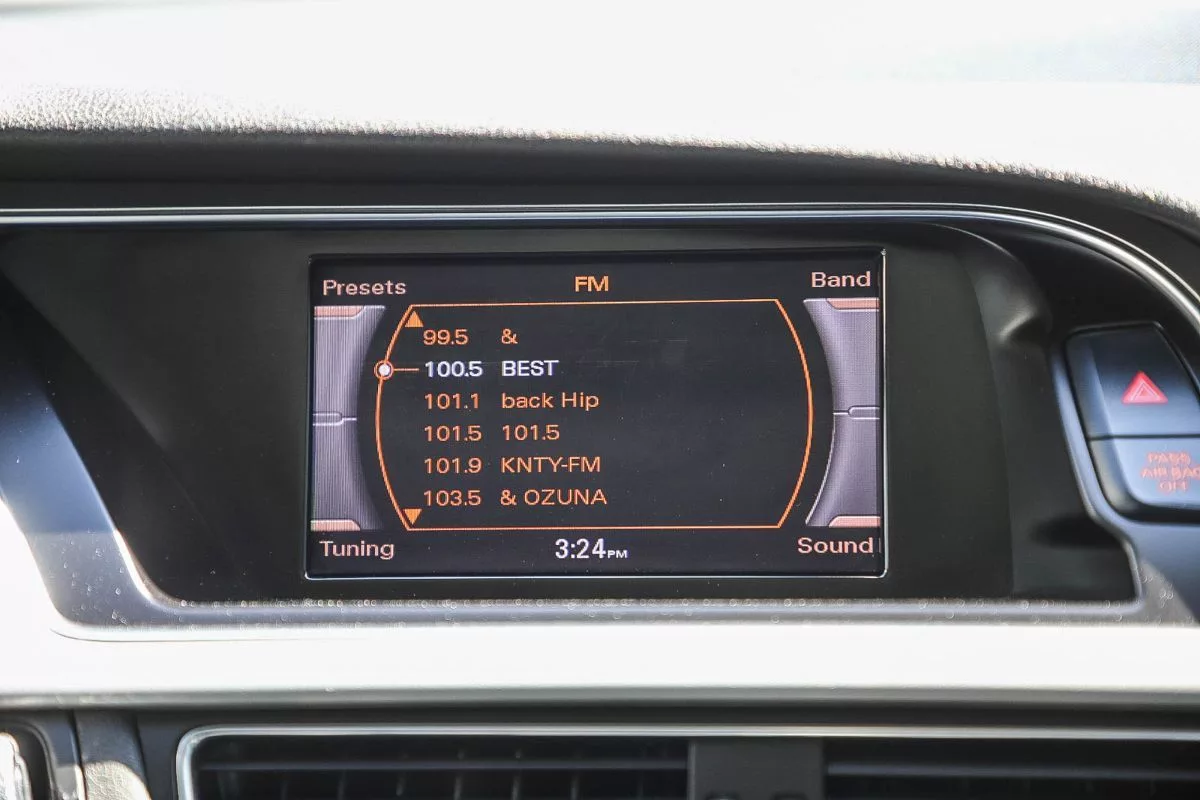 Presets FM Band
99.5 &
100.5 BEST
101.1 back Hip
101.5 101.5
101.9 KNTY-FM
103.5 & OZUNA
Tuning 3:24PM Sound
PASS
AIR BAG
OFF